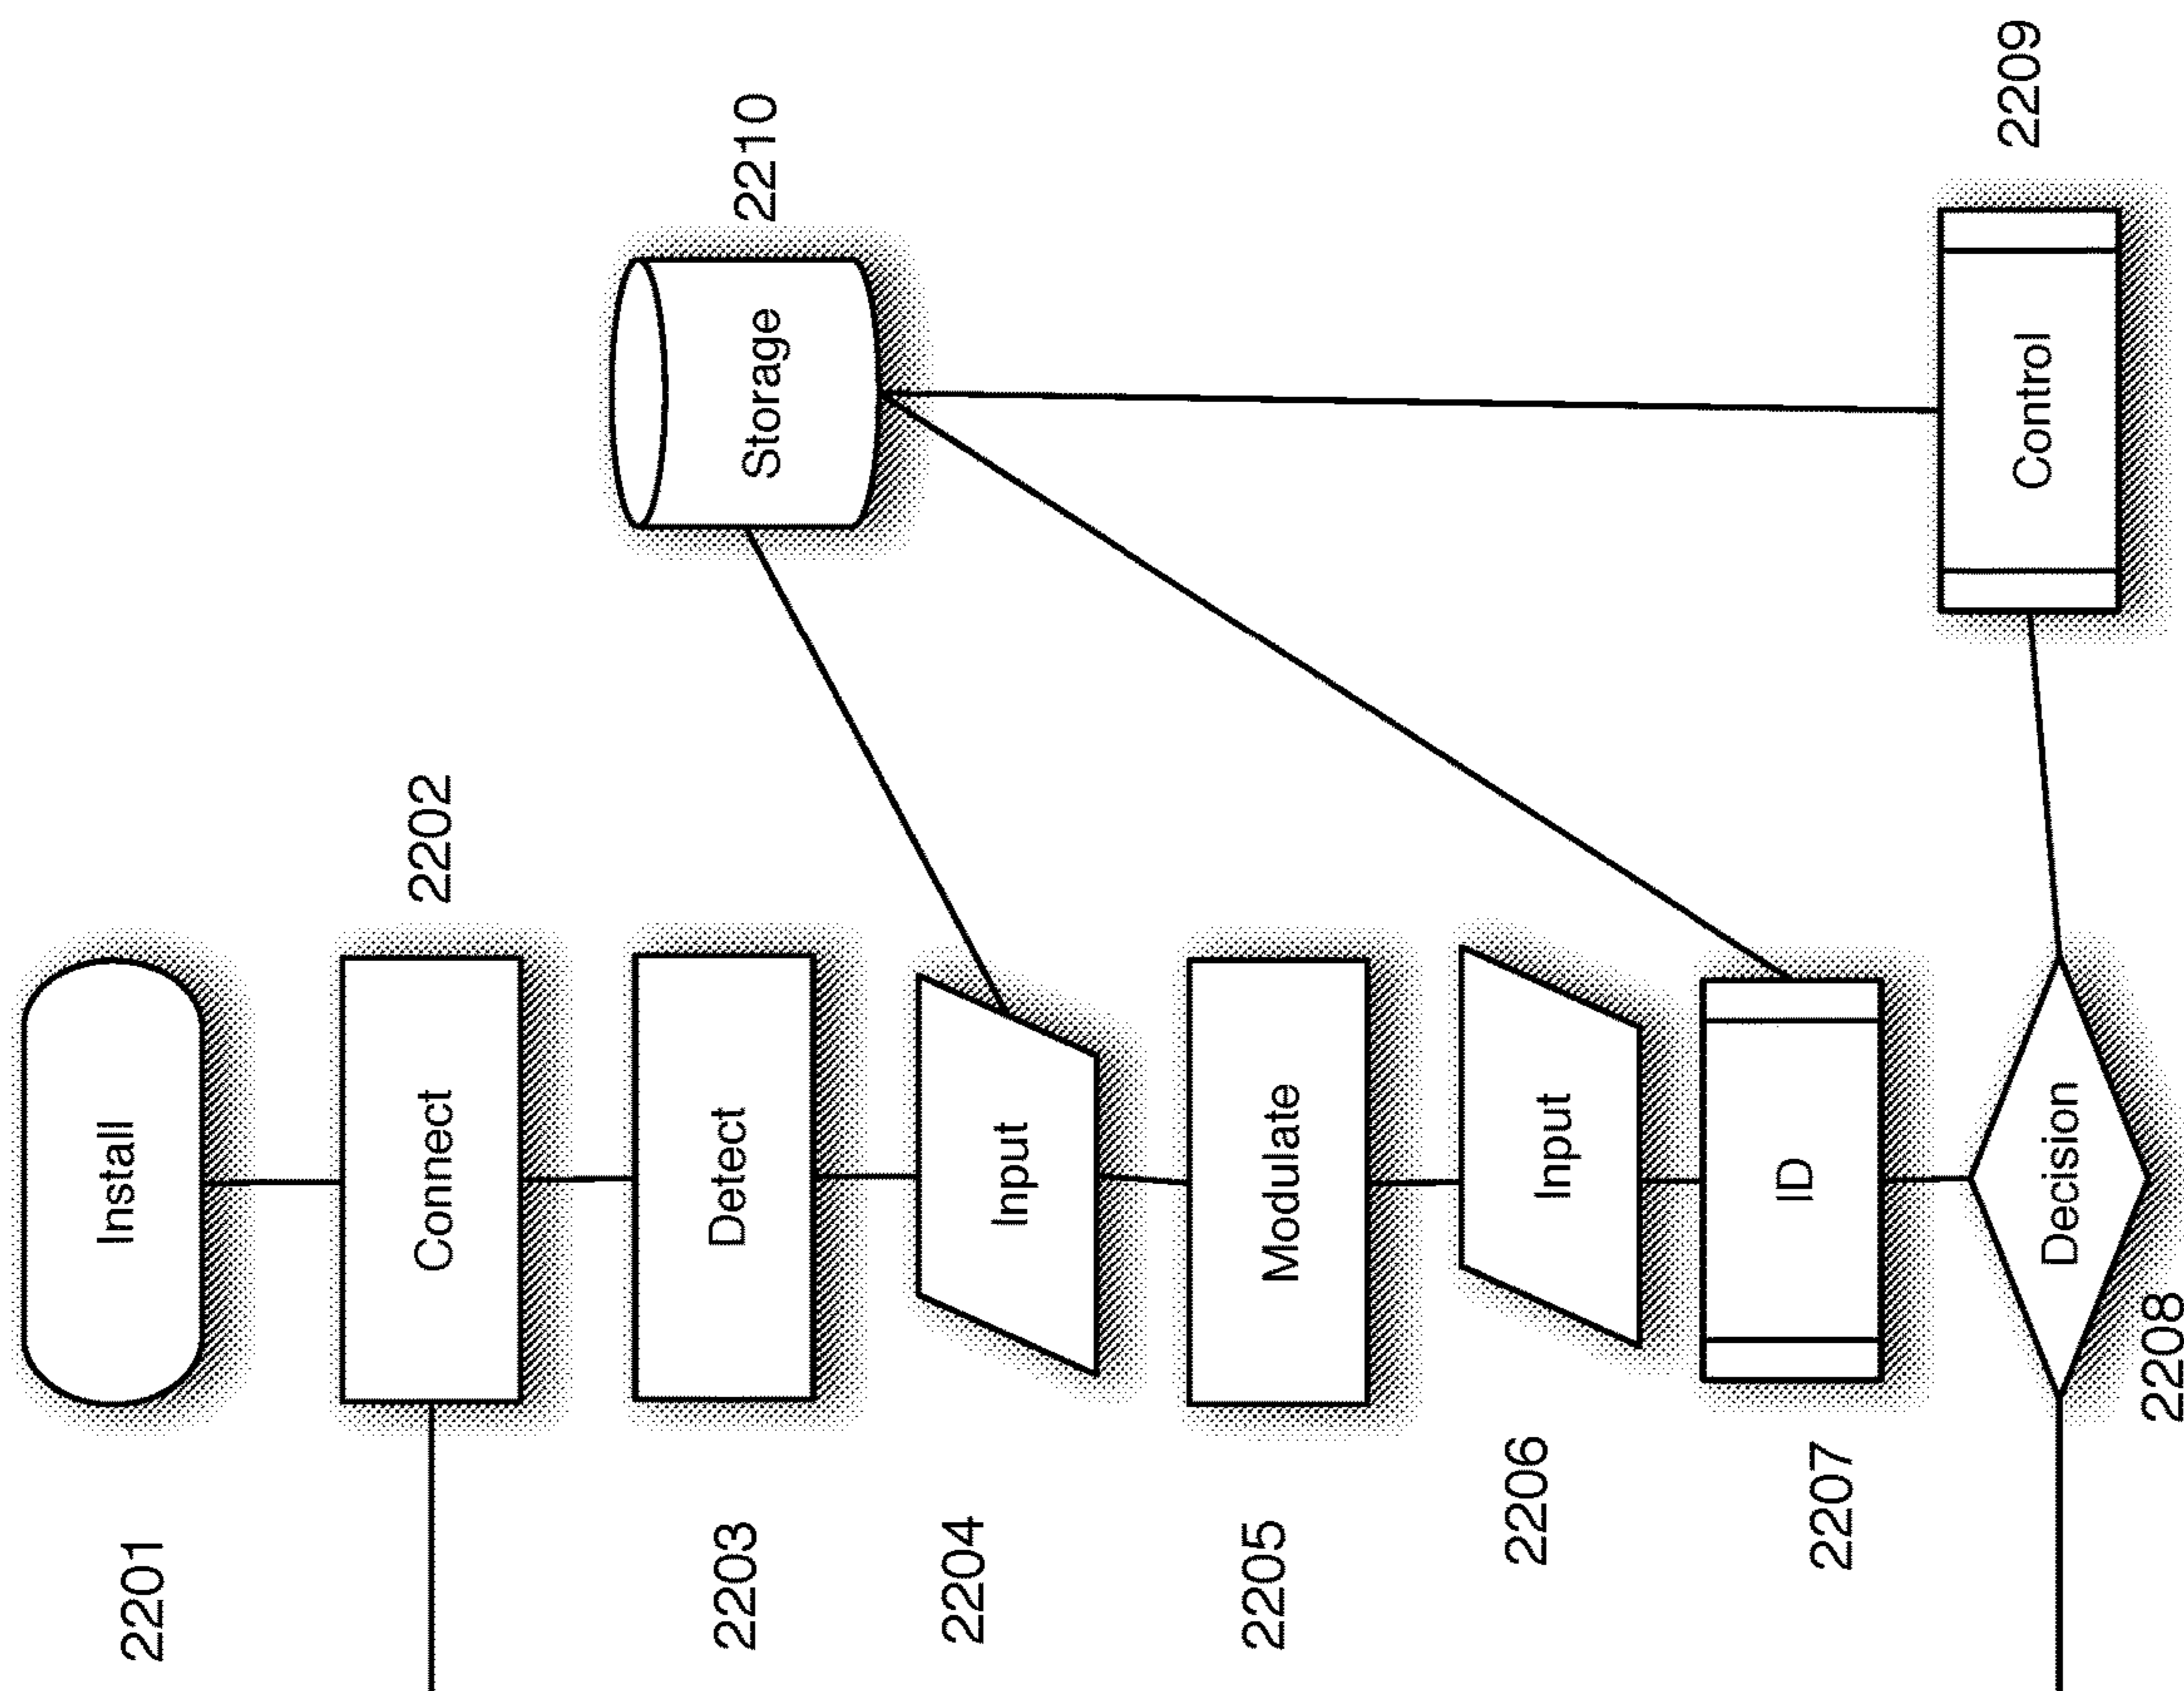 2201
Install
Connect
2202
2203
Detect
2204
Input
2205
Modulate
2206
Input
2207
ID
2208
Decision
Control
2209
Storage
2210